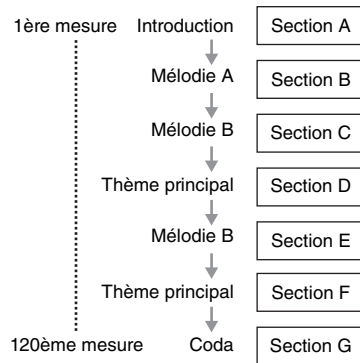 1ère mesure Introduction Section A
Mélodie A Section B
Mélodie B Section C
Thème principal Section D
Mélodie B Section E
Thème principal Section F
120ème mesure Coda Section G